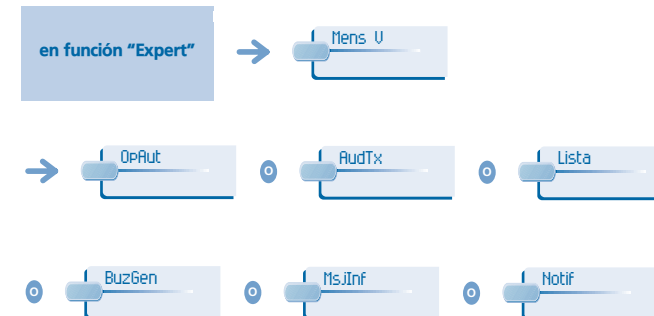 en función “Expert”
Mens V
OpAut
o
AudTx
o
Lista
o
BuzGen
o
MsjInf
o
Notif